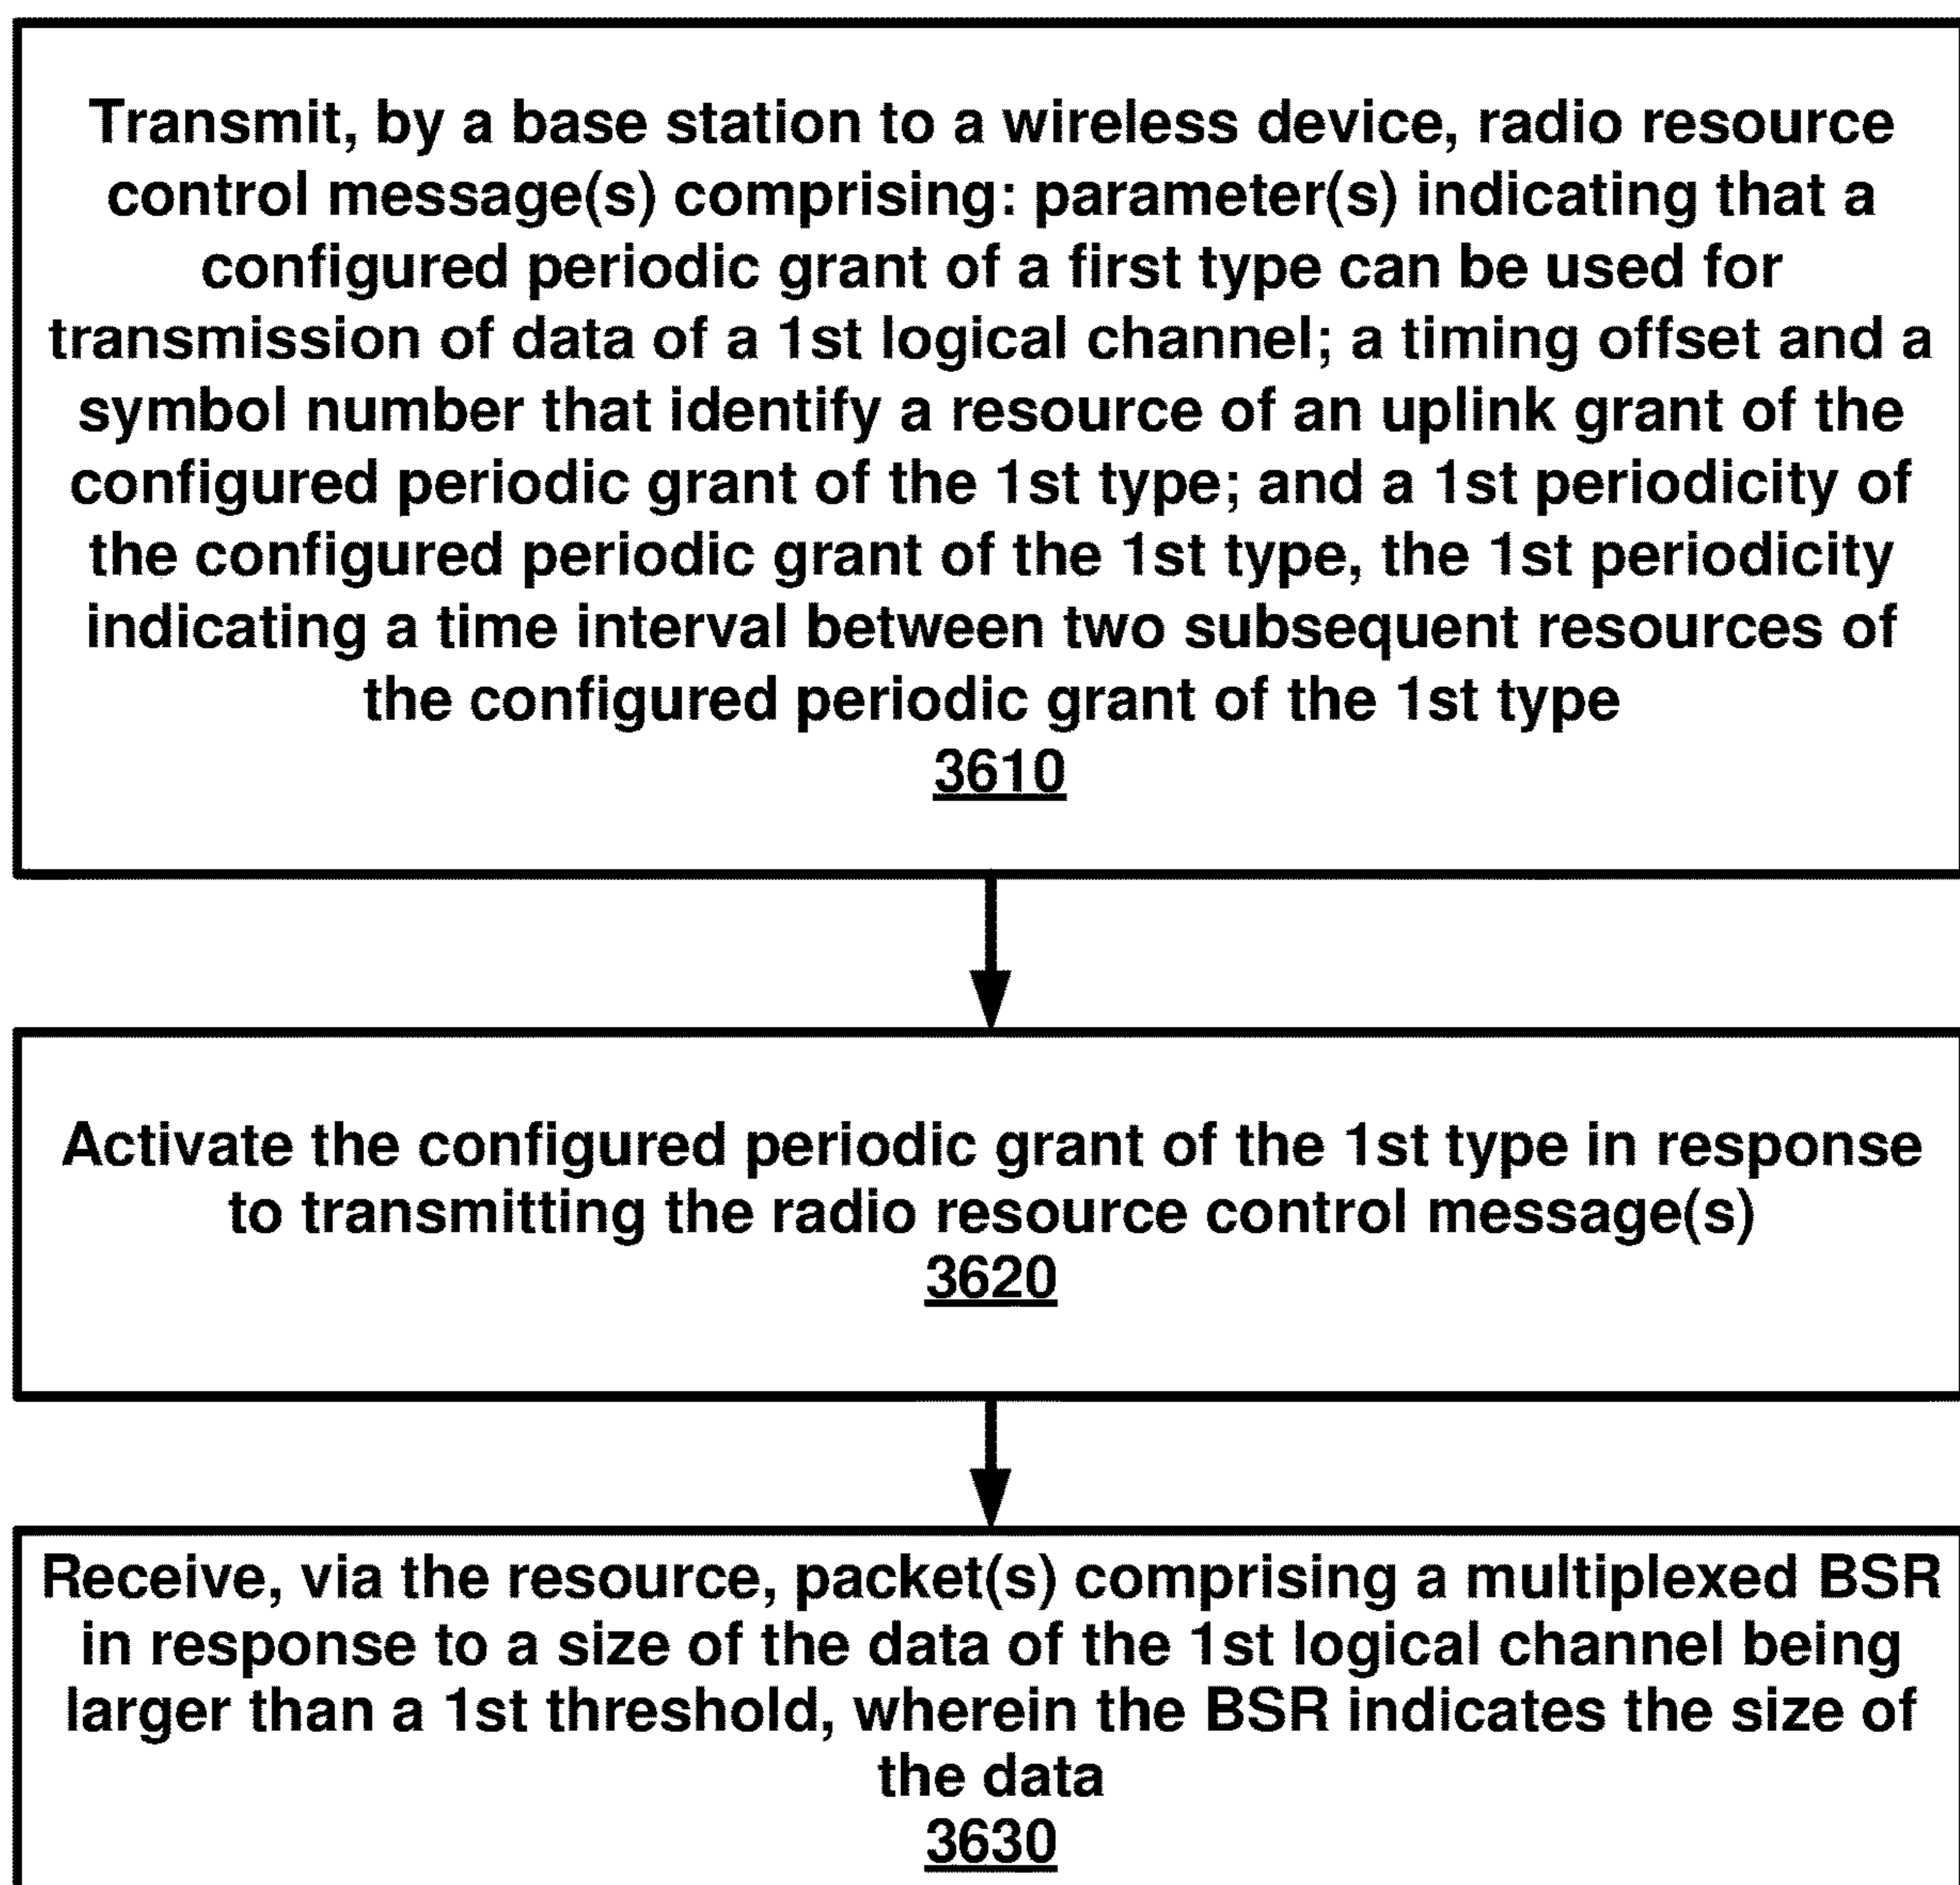 Transmit, by a base station to a wireless device, radio resource
control message(s) comprising: parameter(s) indicating that a
configured periodic grant of a first type can be used for
transmission of data of a 1st logical channel; a timing offset and a
symbol number that identify a resource of an uplink grant of the
configured periodic grant of the 1st type; and a 1st periodicity of
the configured periodic grant of the 1st type, the 1st periodicity
indicating a time interval between two subsequent resources of
the configured periodic grant of the 1st type
3610
Activate the configured periodic grant of the 1st type in response
to transmitting the radio resource control message(s)
3620
Receive, via the resource, packet(s) comprising a multiplexed BSR
in response to a size of the data of the 1st logical channel being
larger than a 1st threshold, wherein the BSR indicates the size of
the data
3630